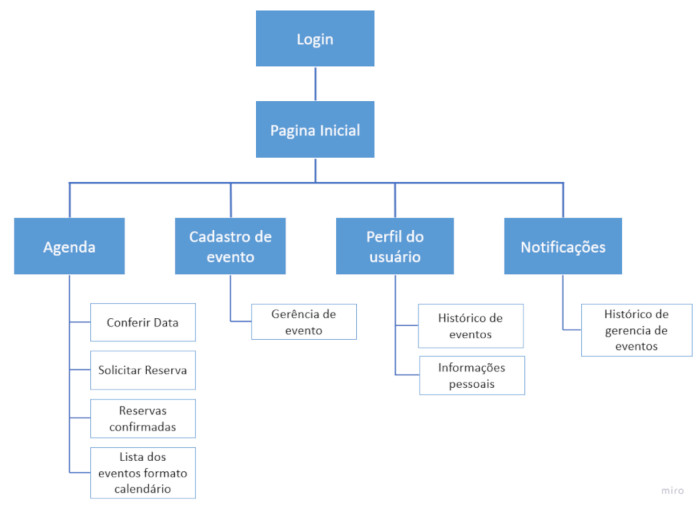 Login
Pagina Inicial
Agenda
Cadastro de
evento
Perfil do
usuário
Notificações
Conferir Data
Solicitar Reserva
Reservas
confirmadas
Lista dos
eventos formato
calendário
Gerência de
evento
Histórico de
eventos
Informações
pessoais
Histórico de
gerencia de
eventos
miro